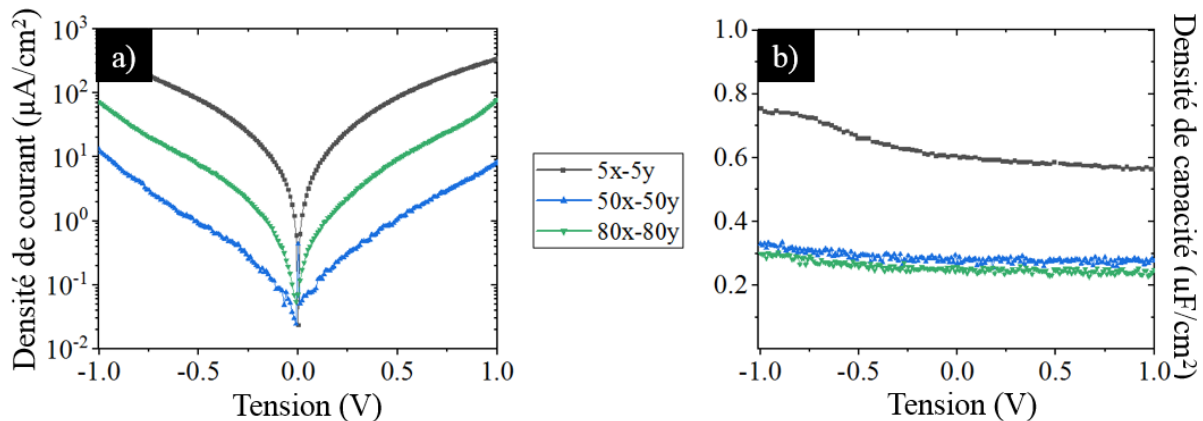 a)
Densité de courant (µA/cm²)
10³
10²
10¹
10⁰
10⁻¹
10⁻²
-1.0 -0.5 0.0 0.5 1.0
Tension (V)
5x-5y
50x-50y
80x-80y
b)
1.0
0.8
0.6
0.4
0.2
-1.0 -0.5 0.0 0.5 1.0
Tension (V)
Densité de capacité (µF/cm²)